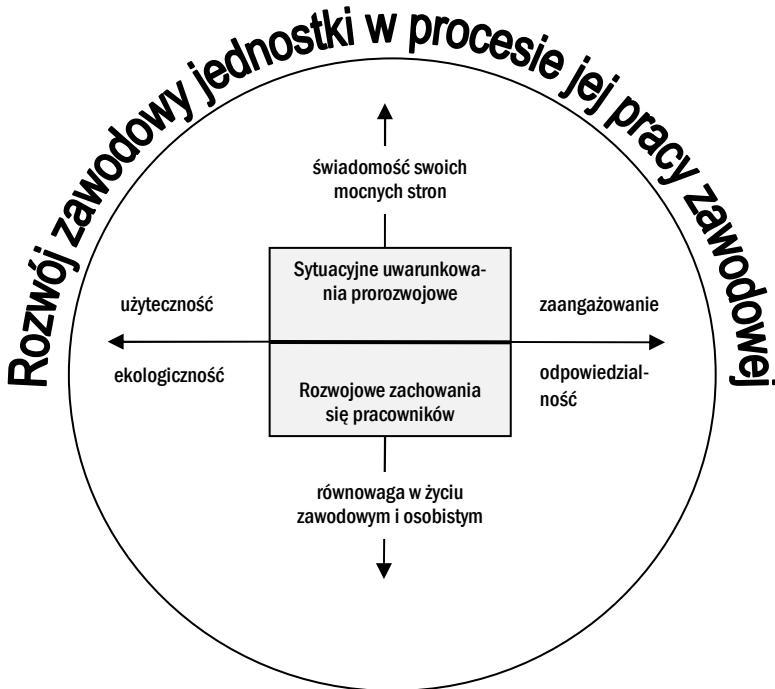 Rozwój zawodowy jednostki w procesie jej pracy zawodowej
świadomość swoich
mocnych stron
Sytuacyjne uwarunkowa-
nia prorozwojowe
użyteczność
zaangażowanie
ekologiczność
odpowiedzial-
ność
Rozwojowe zachowania
się pracowników
równowaga w życiu
zawodowym i osobistym